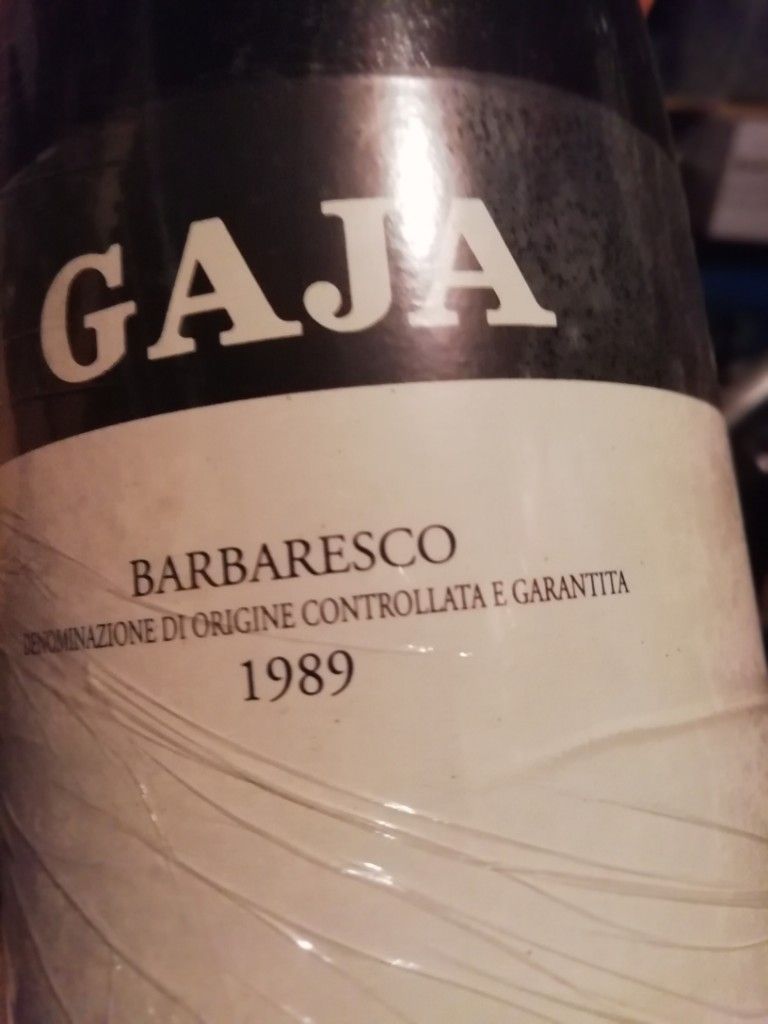 GAJA
BARBARESCO
DENOMINAZIONE DI ORIGINE CONTROLLATA E GARANTITA
1989